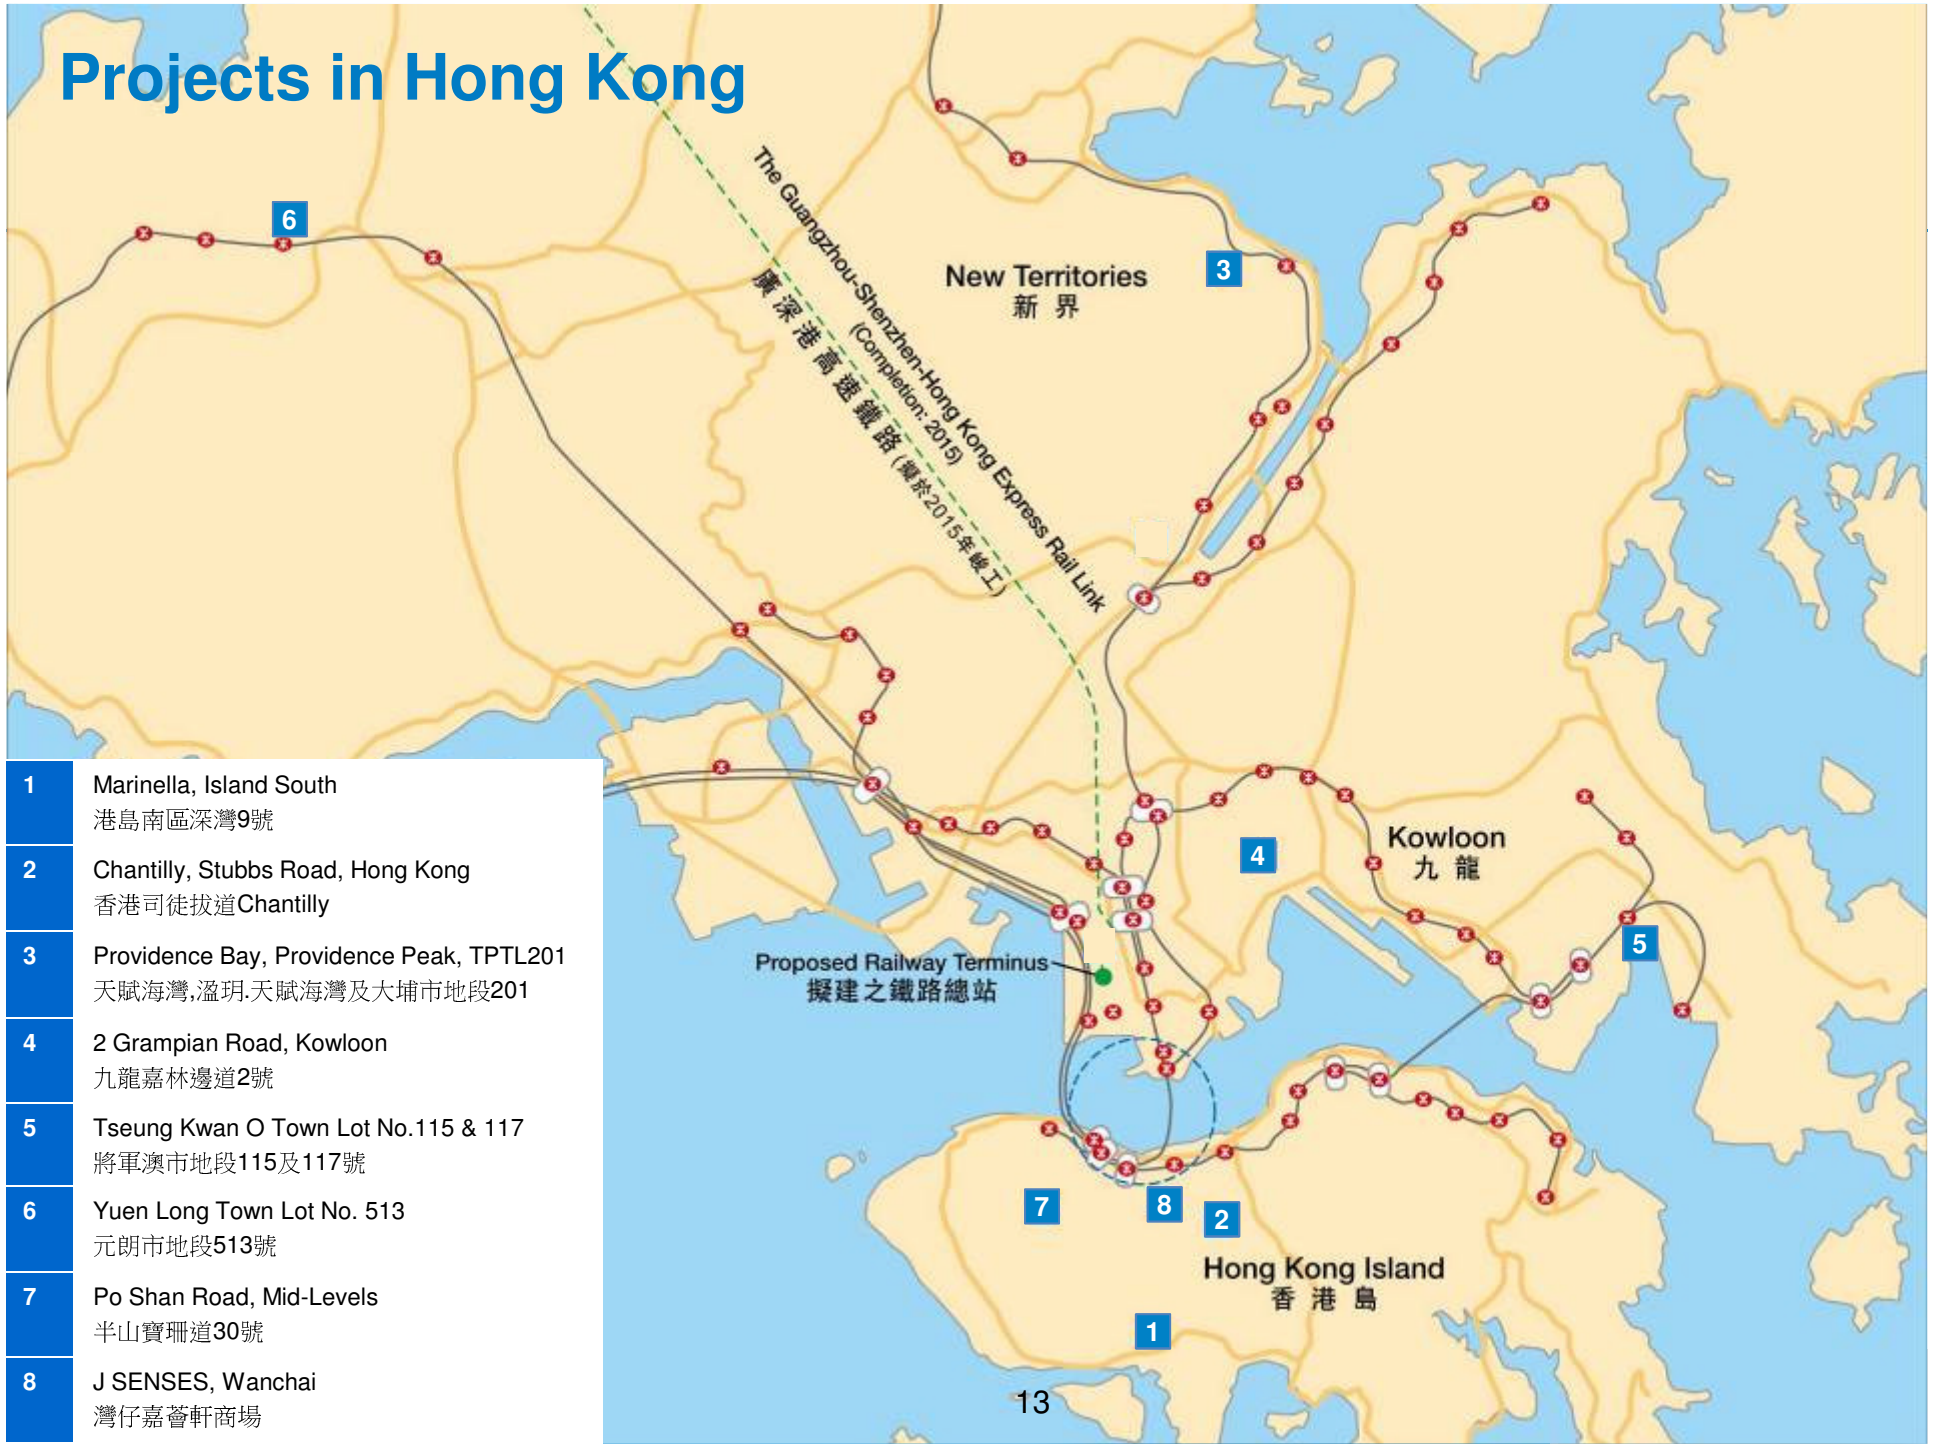 Projects in Hong Kong
The Guangzhou-Shenzhen-Hong Kong Express Rail Link
(Completion: 2015)
廣深港高速鐵路 (擬於2015年峻工)
6
3
New Territories
新界
4
Kowloon
九龍
5
Proposed Railway Terminus
擬建之鐵路總站
7
8
2
Hong Kong Island
香港島
1
1 Marinella, Island South
港島南區深灣9號
2 Chantilly, Stubbs Road, Hong Kong
香港司徒拔道Chantilly
3 Providence Bay, Providence Peak, TPTL201
天賦海灣,溋玥.天賦海灣及大埔市地段201
4 2 Grampian Road, Kowloon
九龍嘉林邊道2號
5 Tseung Kwan O Town Lot No.115 & 117
將軍澳市地段115及117號
6 Yuen Long Town Lot No. 513
元朗市地段513號
7 Po Shan Road, Mid-Levels
半山寶珊道30號
8 J SENSES, Wanchai
灣仔嘉薈軒商場
13